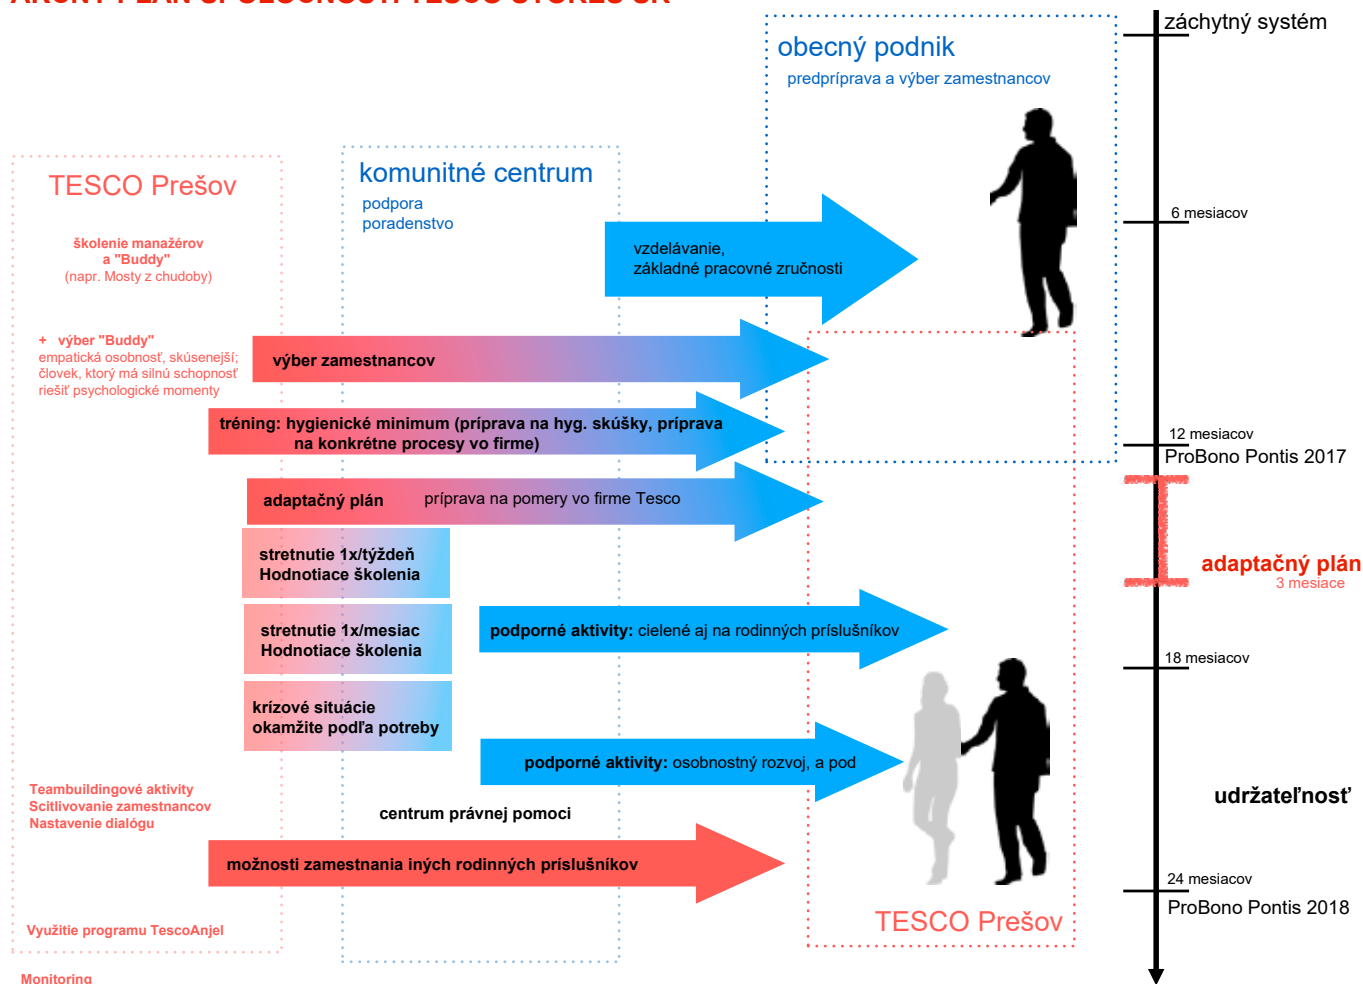 obecný podnik
predpríprava a výber zamestnancov
záchytný systém
6 mesiacov
12 mesiacov
ProBono Pontis 2017
adaptačný plán
3 mesiace
18 mesiacov
udržateľnosť
24 mesiacov
ProBono Pontis 2018
TESCO Prešov
školenie manažérov
a "Buddy"
(napr. Mosty z chudoby)
+ výber "Buddy"
empatická osobnosť, skúsenejší;
človek, ktorý má silnú schopnosť
riešiť psychologické momenty
komunitné centrum
podpora
poradenstvo
vzdelávanie,
základné pracovné zručnosti
výber zamestnancov
tréning: hygienické minimum (príprava na hyg. skúšky, príprava
na konkrétne procesy vo firme)
adaptačný plán príprava na pomery vo firme Tesco
stretnutie 1x/týždeň
Hodnotiace školenia
stretnutie 1x/mesiac
Hodnotiace školenia
krízové situácie
okamžite podľa potreby
podporné aktivity: cielené aj na rodinných príslušníkov
podporné aktivity: osobnostný rozvoj, a pod
Teambuildingové aktivity
Scitlivovanie zamestnancov
Nastavenie dialógu
centrum právnej pomoci
možnosti zamestnania iných rodinných príslušníkov
TESCO Prešov
Využitie programu TescoAnjel
Monitoring